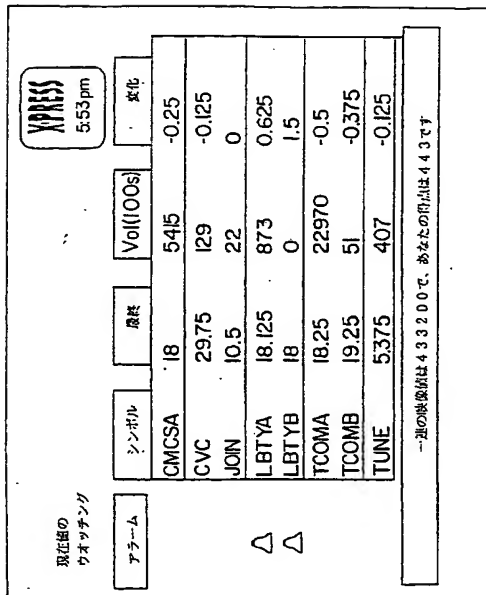 現在値の
ウオッチング
X·PRESS
5:53pm
アラーム シンボル 最終 Vol(100s) 変化
CMCSA 18 5415 -0.25
CVC 29.75 129 -0.125
JOIN 10.5 22 0
LBTYA 18.125 873 0.625
LBTYB 18 0 1.5
TCOMA 18.25 22970 -0.5
TCOMB 19.25 51 -0.375
TUNE 5.375 407 -0.125
一連の映像値は433200で、あなたの得点は443です